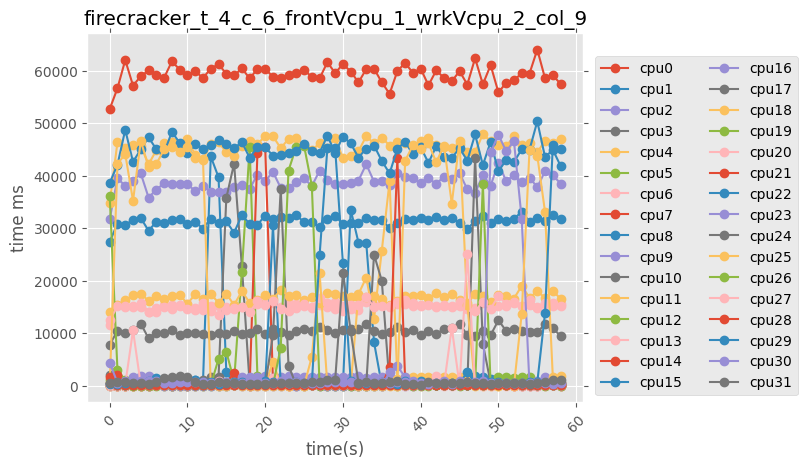 firecracker_t_4_c_6_frontVcpu_1_wrkVcpu_2_col_9
time ms
60000
50000
40000
30000
20000
10000
0
0
10
20
30
40
50
60
time(s)
cpu0
cpu1
cpu2
cpu3
cpu4
cpu5
cpu6
cpu7
cpu8
cpu9
cpu10
cpu11
cpu12
cpu13
cpu14
cpu15
cpu16
cpu17
cpu18
cpu19
cpu20
cpu21
cpu22
cpu23
cpu24
cpu25
cpu26
cpu27
cpu28
cpu29
cpu30
cpu31